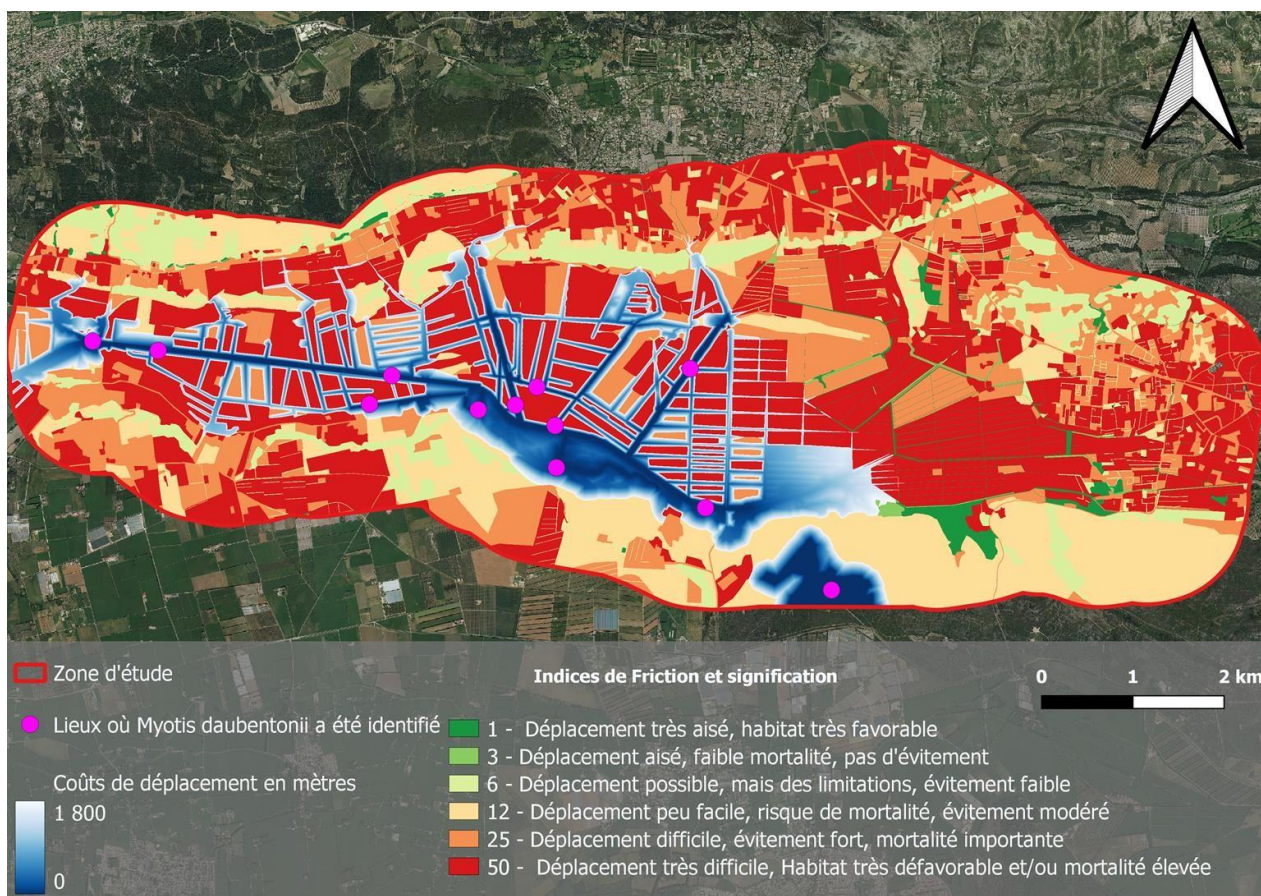 Zone d'étude
Lieux où Myotis daubentonii a été identifié
Coûts de déplacement en mètres
1 800
0
Indices de Friction et signification
1 - Déplacement très aisé, habitat très favorable
3 - Déplacement aisé, faible mortalité, pas d'évitement
6 - Déplacement possible, mais des limitations, évitement faible
12 - Déplacement peu facile, risque de mortalité, évitement modéré
25 - Déplacement difficile, évitement fort, mortalité importante
50 - Déplacement très difficile, Habitat très défavorable et/ou mortalité élevée
0 1 2 km